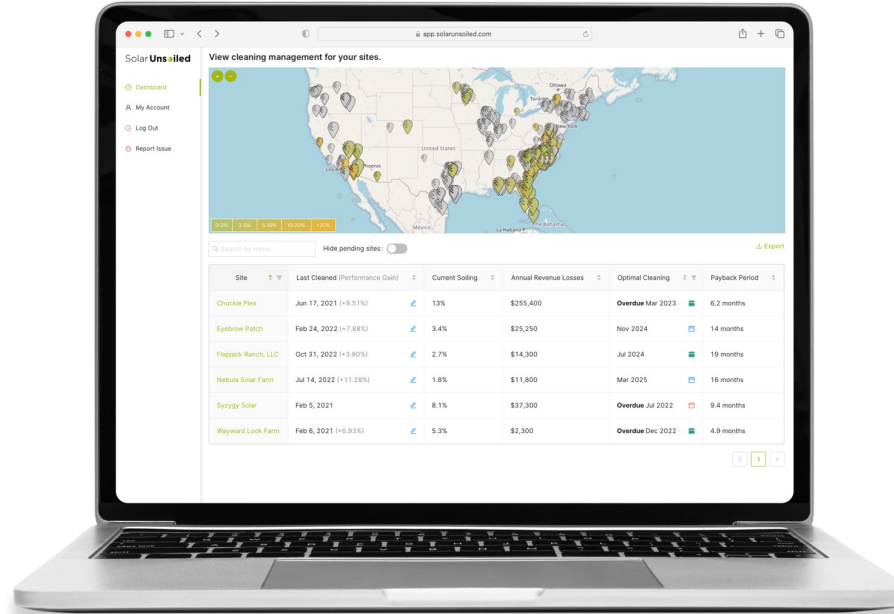 app.solarunsoiled.com
Solar Unsoiled
View cleaning management for your sites.
Dashboard
My Account
Log Out
Report Issue
Ottawa
Toronto
New York
United States
Phoenix
México
La Habana
The Bahamas
0-2%
2-5%
5-10%
10-20%
>20%
Search by name
Hide pending sites:
Export
Site Last Cleaned (Performance Gain) Current Soiling Annual Revenue Losses Optimal Cleaning Payback Period
Chuckle Plex Jun 17, 2021 (+9.51%) 13% $255,400 Overdue Mar 2023 6.2 months
Eyebrow Patch Feb 24, 2022 (+7.88%) 3.4% $25,250 Nov 2024 14 months
Flapjack Ranch, LLC Oct 31, 2022 (+3.80%) 2.7% $14,300 Jul 2024 19 months
Nebula Solar Farm Jul 14, 2022 (+11.28%) 1.8% $11,800 Mar 2025 16 months
Syzygy Solar Feb 5, 2021 8.1% $37,300 Overdue Jul 2022 9.4 months
Wayward Look Farm Feb 6, 2021 (+6.93%) 5.3% $2,300 Overdue Dec 2022 4.9 months
< 1 >